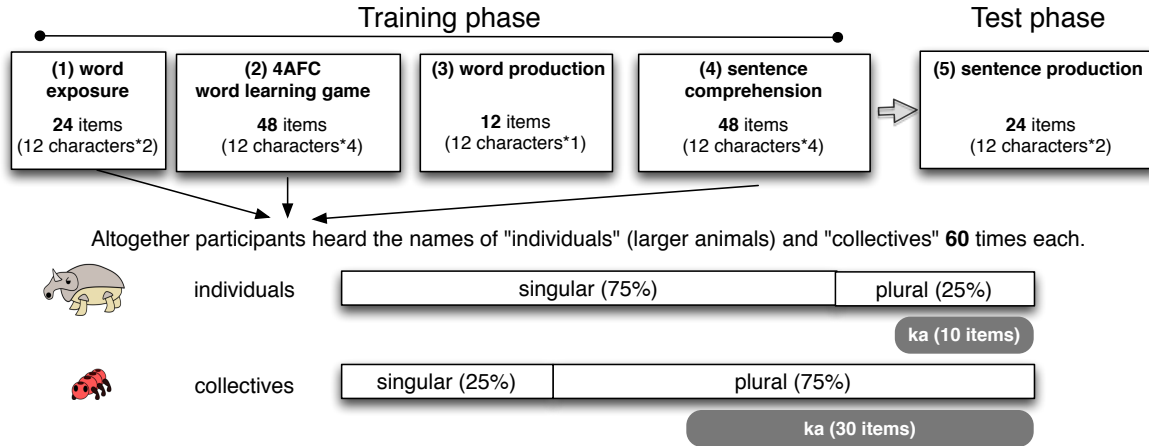 Training phase
Test phase
(1) word
exposure
24 items
(12 characters*2)
(2) 4AFC
word learning game
48 items
(12 characters*4)
(3) word production
12 items
(12 characters*1)
(4) sentence
comprehension
48 items
(12 characters*4)
(5) sentence production
24 items
(12 characters*2)
Altogether participants heard the names of "individuals" (larger animals) and "collectives" 60 times each.
individuals
singular (75%)
plural (25%)
ka (10 items)
collectives
singular (25%)
plural (75%)
ka (30 items)